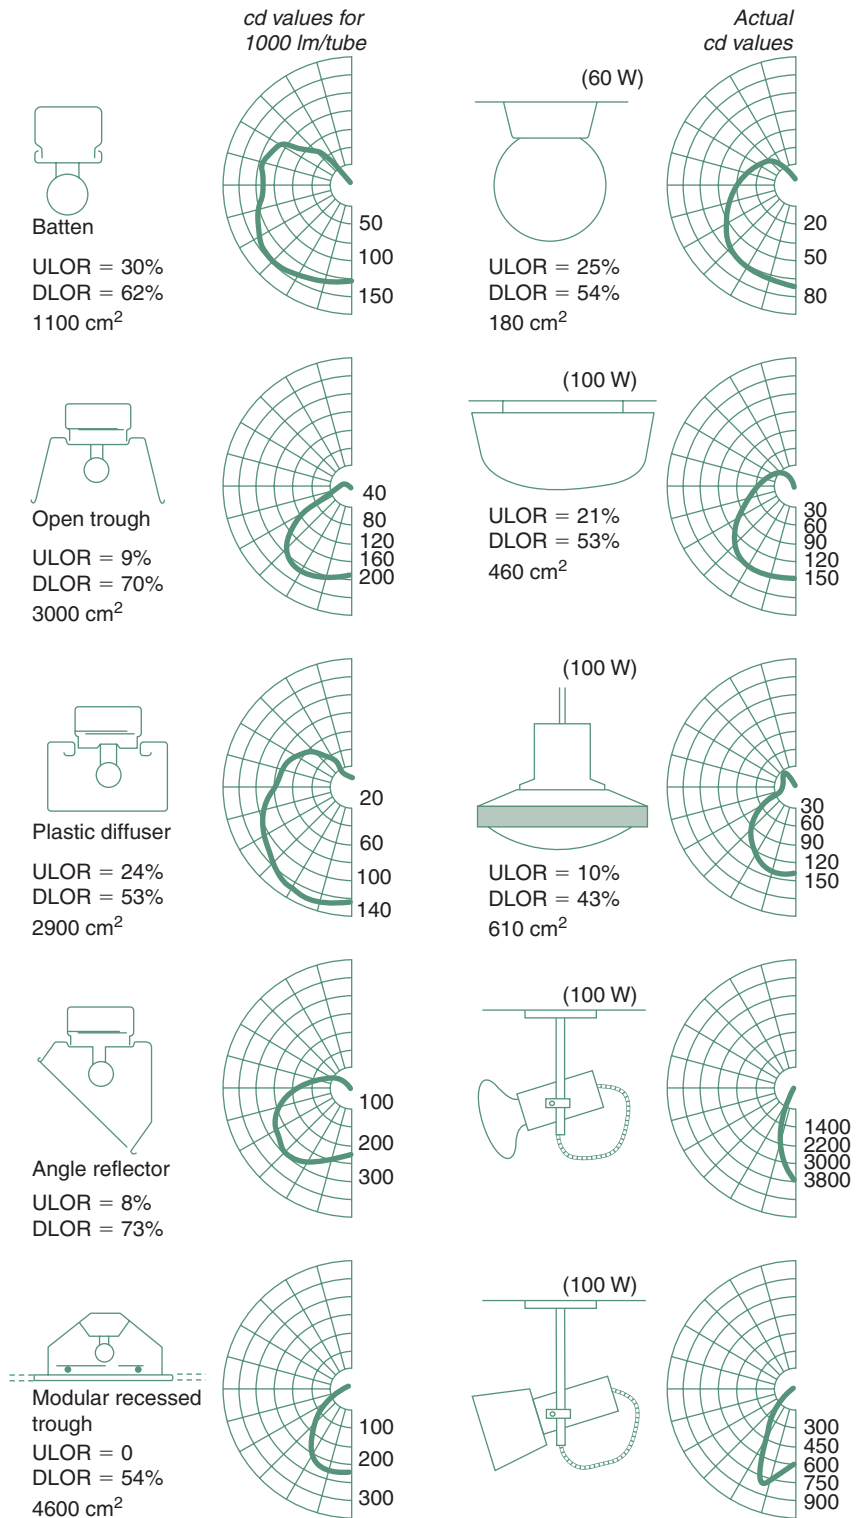 cd values for
1000 lm/tube
Actual
cd values
Batten
ULOR = 30%
DLOR = 62%
1100 cm²
50
100
150
(60 W)
ULOR = 25%
DLOR = 54%
180 cm²
20
50
80
Open trough
ULOR = 9%
DLOR = 70%
3000 cm²
40
80
120
160
200
(100 W)
ULOR = 21%
DLOR = 53%
460 cm²
30
60
90
120
150
Plastic diffuser
ULOR = 24%
DLOR = 53%
2900 cm²
20
60
100
140
(100 W)
ULOR = 10%
DLOR = 43%
610 cm²
30
60
90
120
150
Angle reflector
ULOR = 8%
DLOR = 73%
100
200
300
(100 W)
1400
2200
3000
3800
Modular recessed
trough
ULOR = 0
DLOR = 54%
4600 cm²
100
200
300
(100 W)
300
450
600
750
900